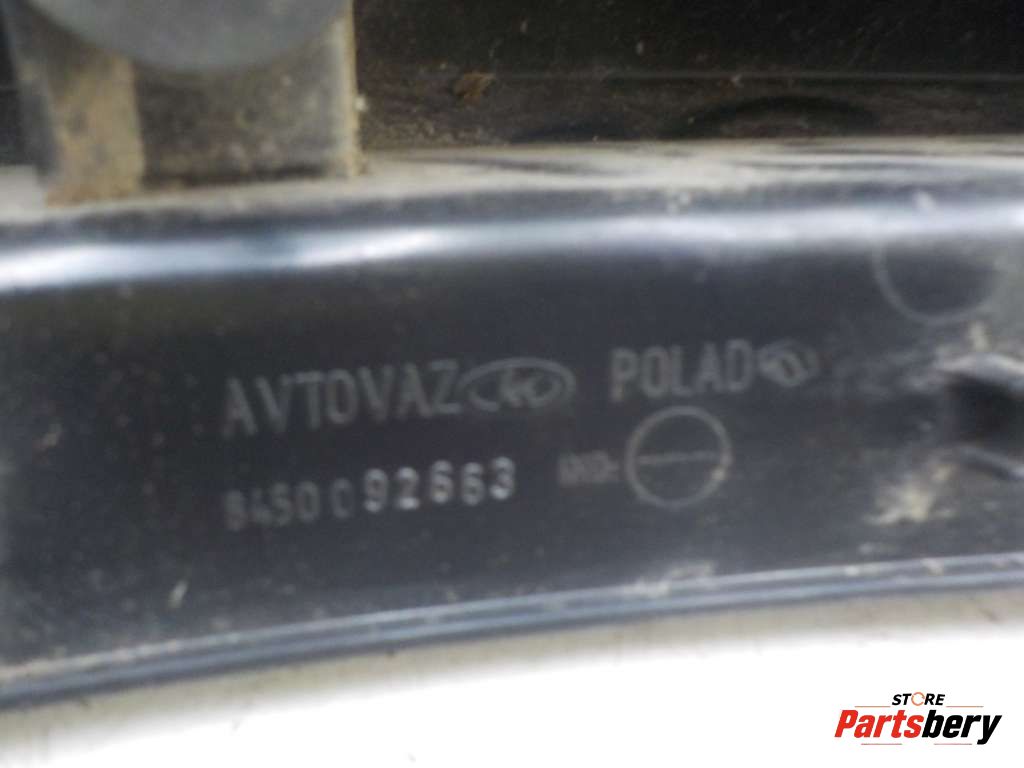 AVTOVAZ POLAD
8450092663
STORE
Partsbery